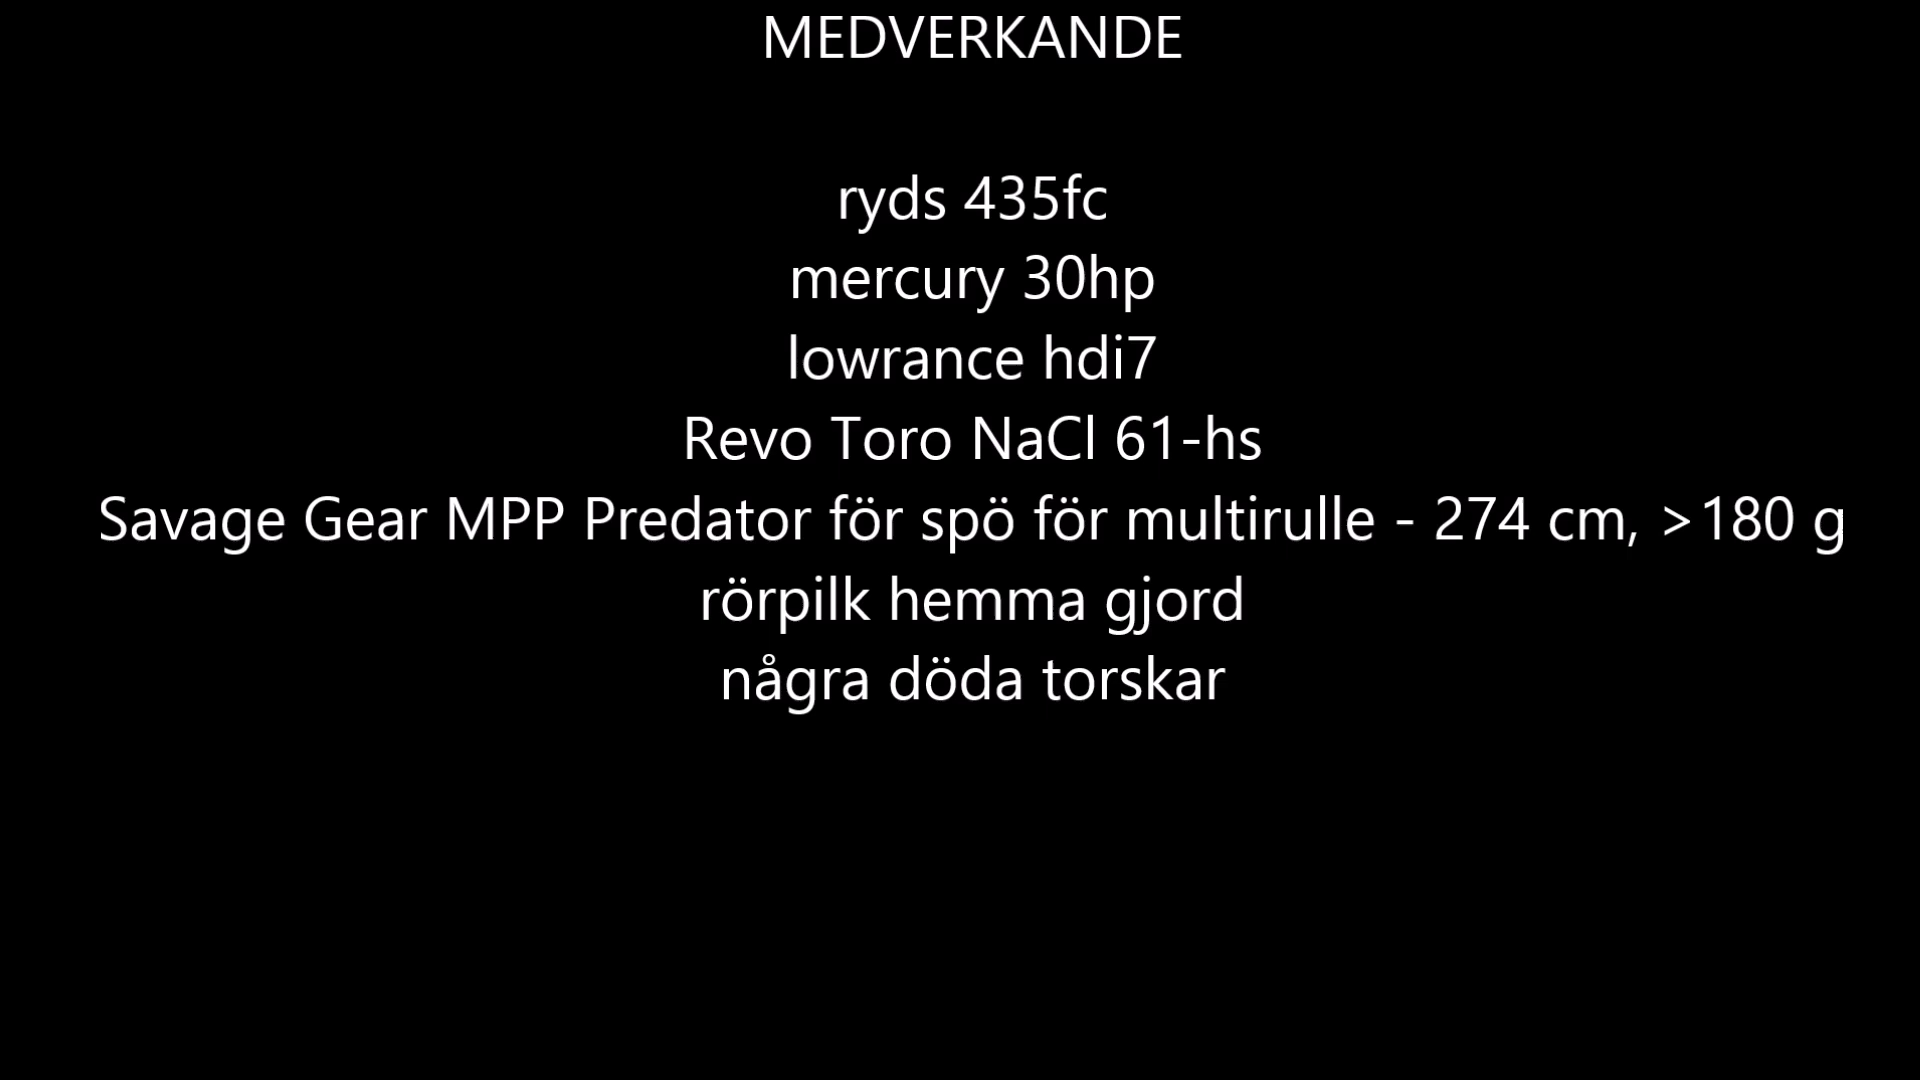 MEDVERKANDE
ryds 435fc
mercury 30hp
lowrance hdi7
Revo Toro NaCl 61-hs
Savage Gear MPP Predator för spö för multirulle - 274 cm, >180 g
rörpilk hemma gjord
några döda torskar